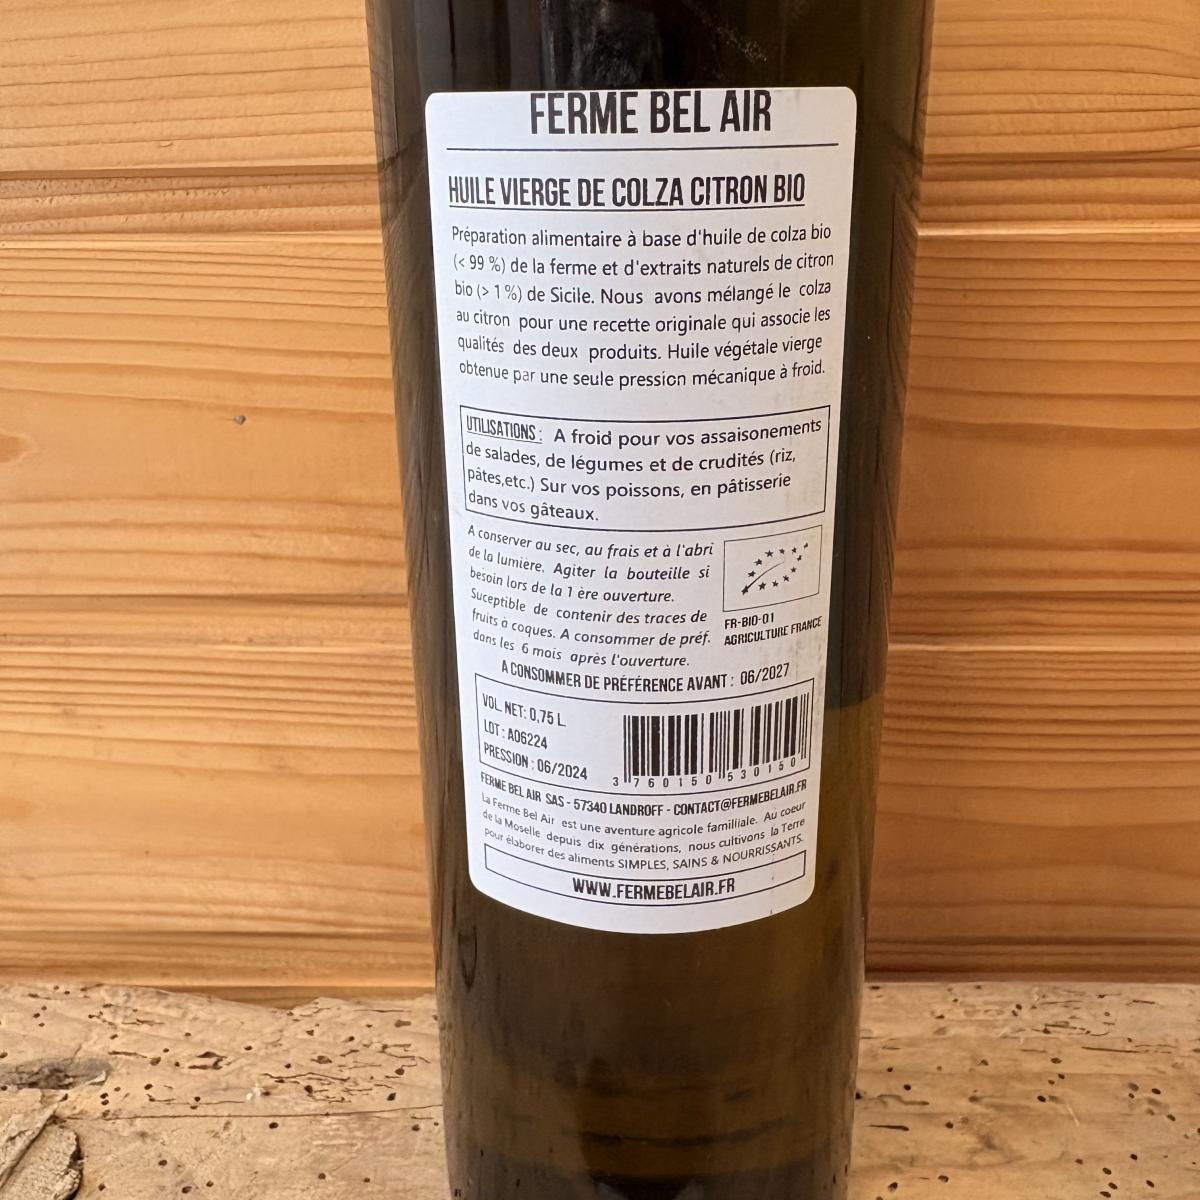 FERME BEL AIR
HUILE VIERGE DE COLZA CITRON BIO
Préparation alimentaire à base d'huile de colza bio
(< 99 %) de la ferme et d'extraits naturels de citron
bio (> 1 %) de Sicile. Nous avons mélangé le colza
au citron pour une recette originale qui associe les
qualités des deux produits. Huile végétale vierge
obtenue par une seule pression mécanique à froid.
UTILISATIONS : A froid pour vos assaisonements
de salades, de légumes et de crudités (riz,
pâtes,etc.) Sur vos poissons, en pâtisserie
dans vos gâteaux.
A conserver au sec, au frais et à l'abri
de la lumière. Agiter la bouteille si
besoin lors de la 1 ère ouverture.
Suceptible de contenir des traces de
fruits à coques. A consommer de préf.
dans les 6 mois après l'ouverture.
FR-BIO-01
AGRICULTURE FRANCE
A CONSOMMER DE PRÉFÉRENCE AVANT : 06/2027
VOL. NET: 0,75 L
LOT : A06224
PRESSION : 06/2024
3 760150 530150
FERME BEL AIR SAS - 57340 LANDROFF - CONTACT@FERMEBELAIR.FR
La Ferme Bel Air est une aventure agricole familliale. Au coeur
de la Moselle depuis dix générations, nous cultivons la Terre
pour élaborer des aliments SIMPLES, SAINS & NOURRISSANTS.
WWW.FERMEBELAIR.FR